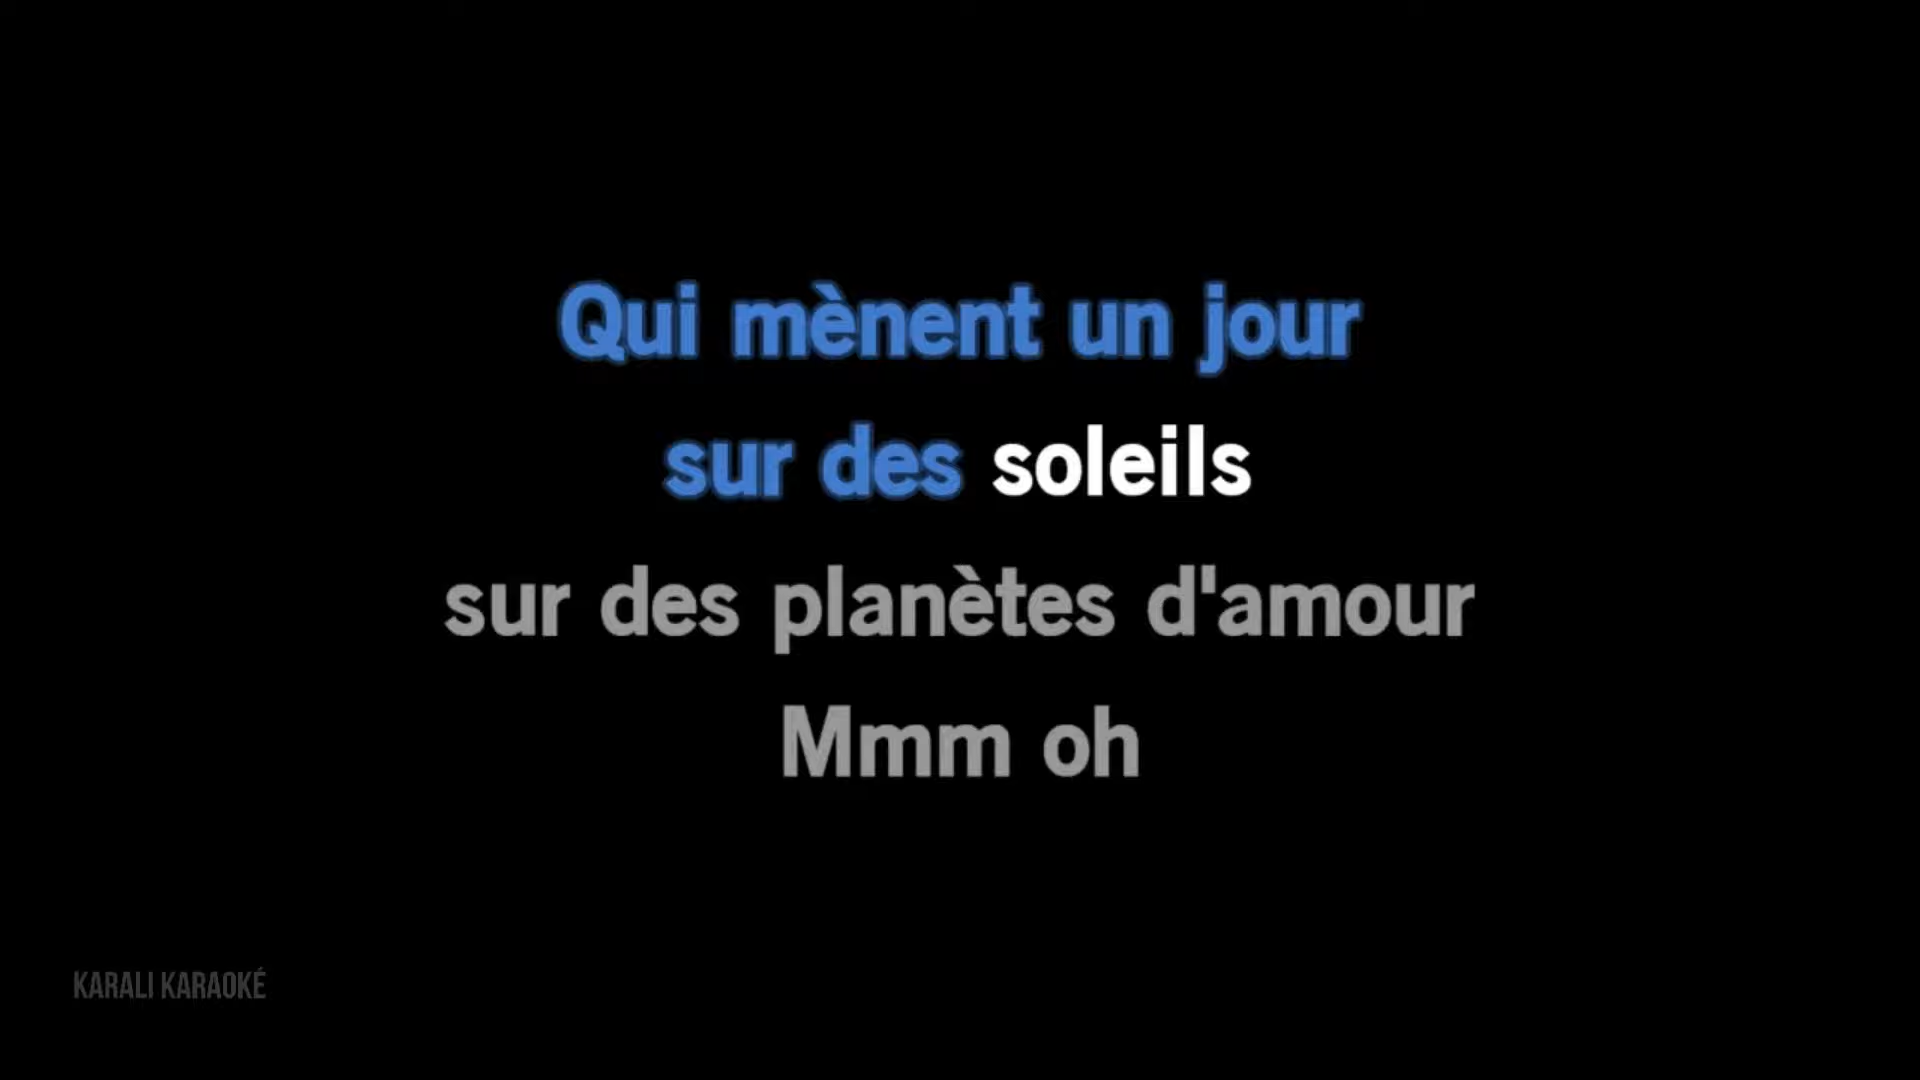 Qui mènent un jour
sur des soleils
sur des planètes d'amour
Mmm oh
KARALI KARAOKÉ